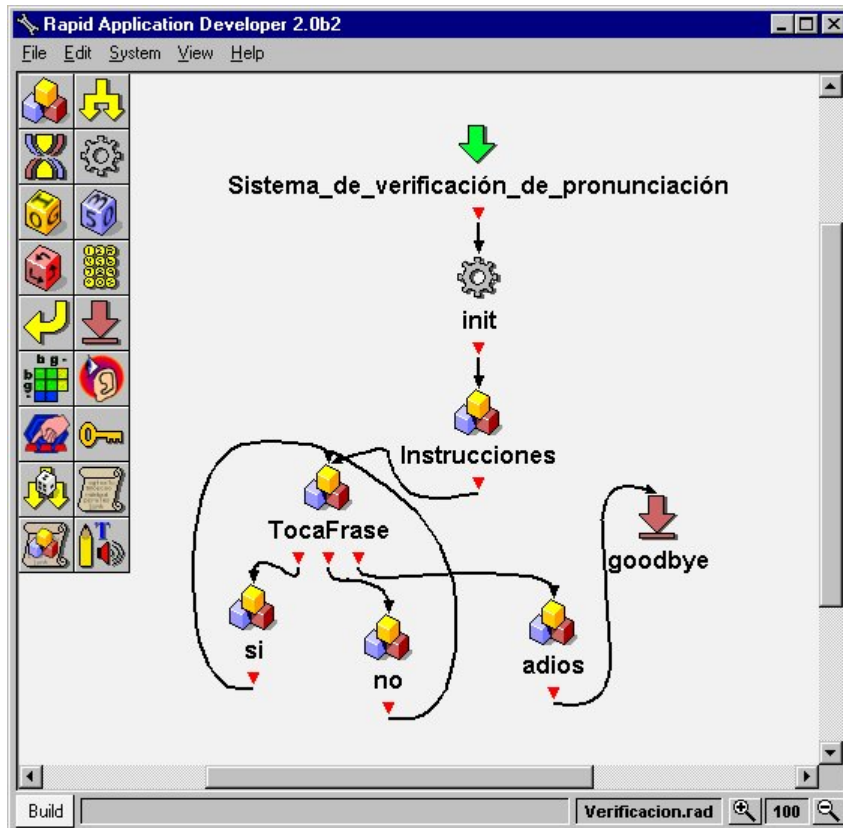 Rapid Application Developer 2.0b2
File Edit System View Help
Sistema_de_verificación_de_pronunciación
init
Instrucciones
TocaFrase
goodbye
si
no
adios
b g -
b
g
-
T
Build
Verificacion.rad
100